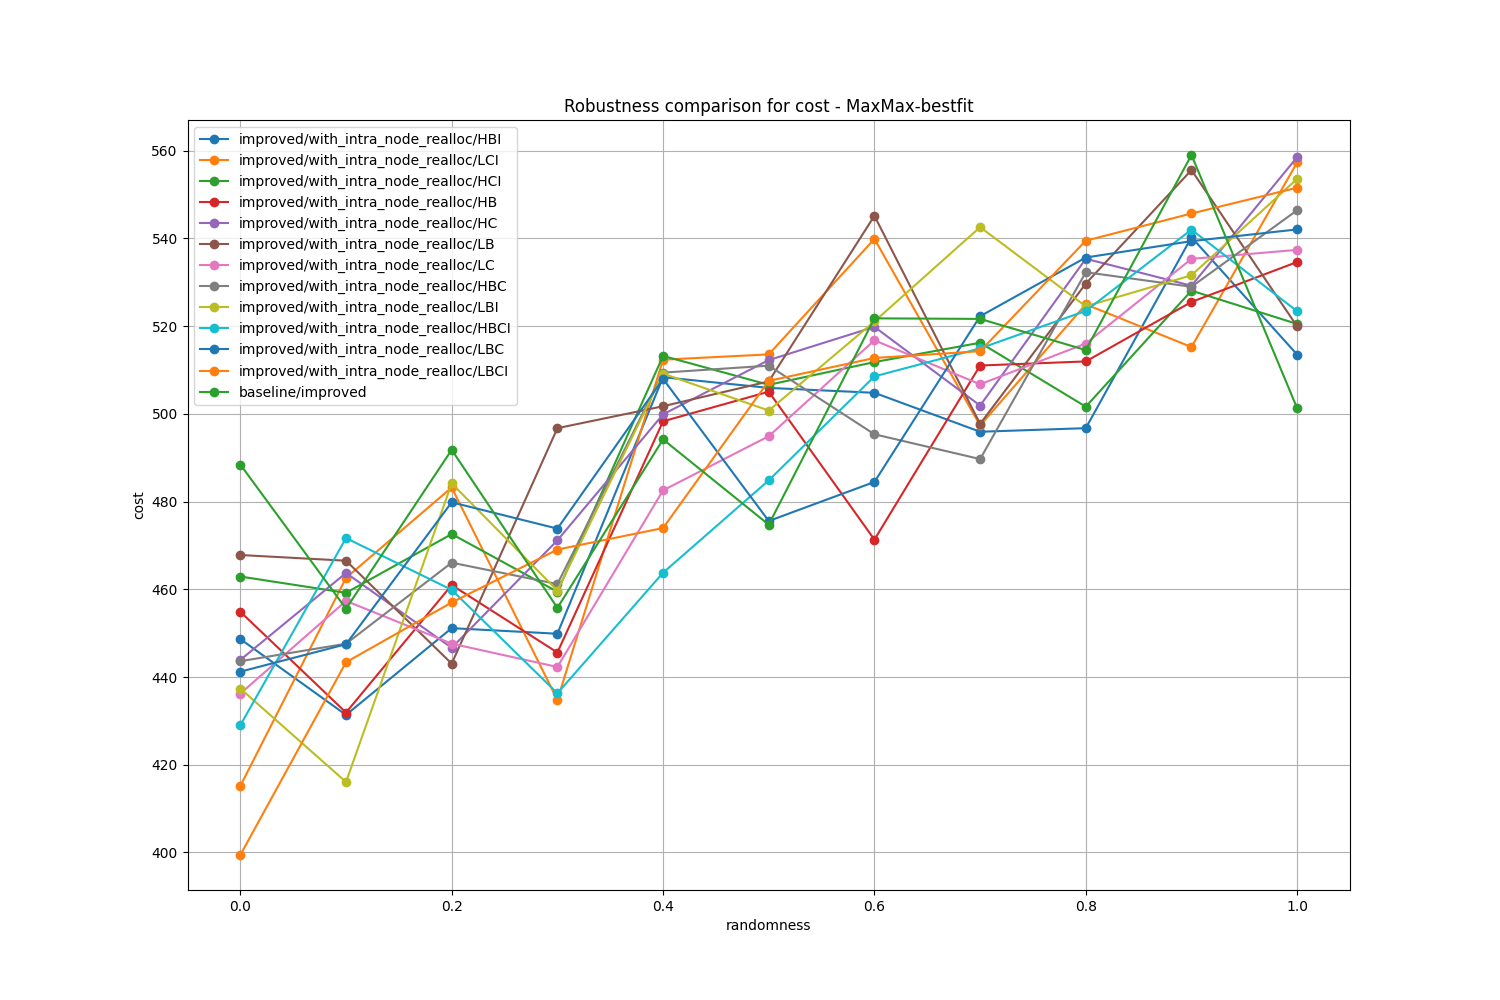 Robustness comparison for cost - MaxMax-bestfit
improved/with_intra_node_realloc/HBI
improved/with_intra_node_realloc/LCI
improved/with_intra_node_realloc/HCI
improved/with_intra_node_realloc/HB
improved/with_intra_node_realloc/HC
improved/with_intra_node_realloc/LB
improved/with_intra_node_realloc/LC
improved/with_intra_node_realloc/HBC
improved/with_intra_node_realloc/LBI
improved/with_intra_node_realloc/HBCI
improved/with_intra_node_realloc/LBC
improved/with_intra_node_realloc/LBCI
baseline/improved
560
540
520
500
480
460
440
420
400
cost
0.0 0.2 0.4 0.6 0.8 1.0
randomness